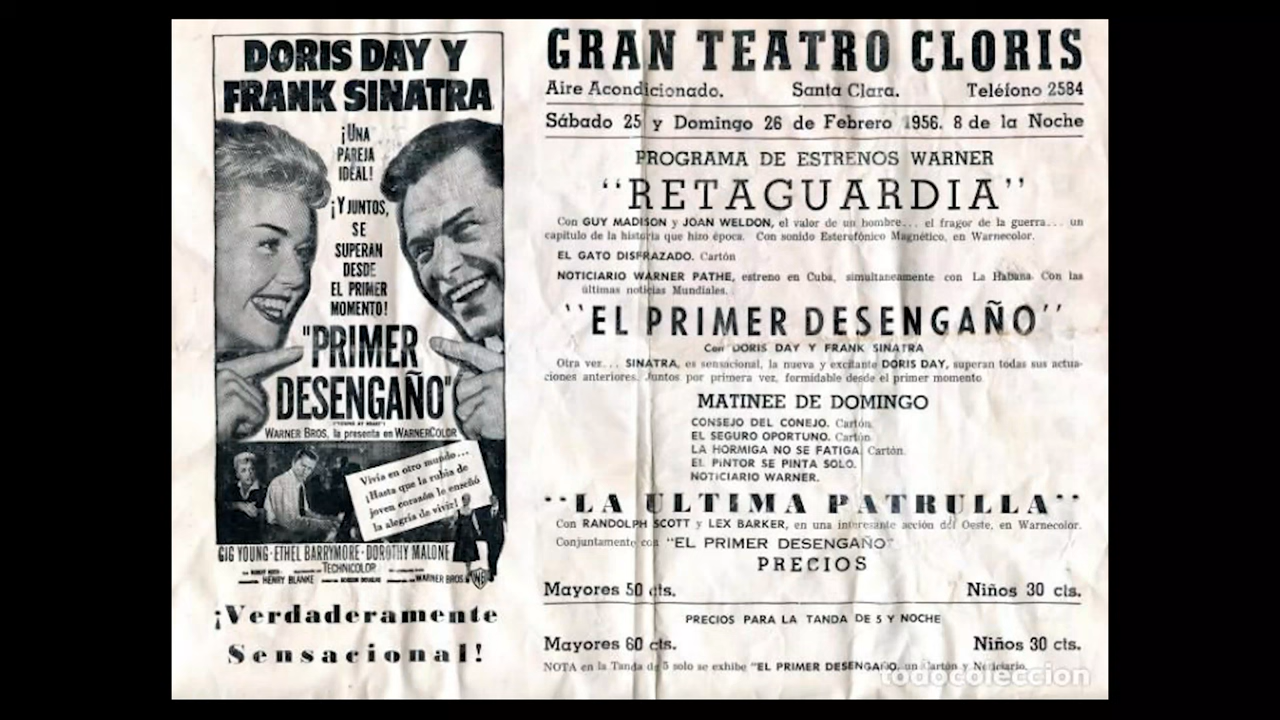 DORIS DAY Y
FRANK SINATRA
¡UNA
PAREJA
IDEAL!
¡Y JUNTOS,
SE
SUPERAN
DESDE
EL PRIMER
MOMENTO!
"PRIMER
DESENGAÑO"
(YOUNG AT HEART)
WARNER BROS. la presenta en WARNERCOLOR
Vivía en otro mundo...
¡Hasta que la rubia de
joven corazón le enseñó
la alegría de vivir!
GIG YOUNG · ETHEL BARRYMORE · DOROTHY MALONE
TECHNICOLOR
HENRY BLANKE GORDON DOUGLAS WARNER BROS. WB
¡Verdaderamente
Sensacional!
GRAN TEATRO CLORIS
Aire Acondicionado. Santa Clara. Teléfono 2584
Sábado 25 y Domingo 26 de Febrero 1956. 8 de la Noche
PROGRAMA DE ESTRENOS WARNER
"RETAGUARDIA"
Con GUY MADISON y JOAN WELDON, el valor de un hombre... el fragor de la guerra... un
capítulo de la historia que hizo época. Con sonido Esterefónico Magnético, en Warnecolor.
EL GATO DISFRAZADO. Cartón
NOTICIARIO WARNER PATHE, estreno en Cuba, simultaneamente con La Habana. Con las
últimas noticias Mundiales.
"EL PRIMER DESENGAÑO"
Con DORIS DAY Y FRANK SINATRA
Otra vez... SINATRA, es sensacional, la nueva y excitante DORIS DAY, superan todas sus actua-
ciones anteriores. Juntos por primera vez, formidable desde el primer momento
MATINEE DE DOMINGO
CONSEJO DEL CONEJO. Cartón
EL SEGURO OPORTUNO. Cartón
LA HORMIGA NO SE FATIGA. Cartón.
EL PINTOR SE PINTA SOLO.
NOTICIARIO WARNER.
"LA ULTIMA PATRULLA"
Con RANDOLPH SCOTT y LEX BARKER, en una interesante acción del Oeste, en Warnecolor.
Conjuntamente con "EL PRIMER DESENGAÑO"
PRECIOS
Mayores 50 cts. Niños 30 cts.
PRECIOS PARA LA TANDA DE 5 Y NOCHE
Mayores 60 cts. Niños 30 cts.
NOTA en la Tanda de 5 solo se exhibe "EL PRIMER DESENGAÑO, un Cartón y Noticiario.
todocoleccion